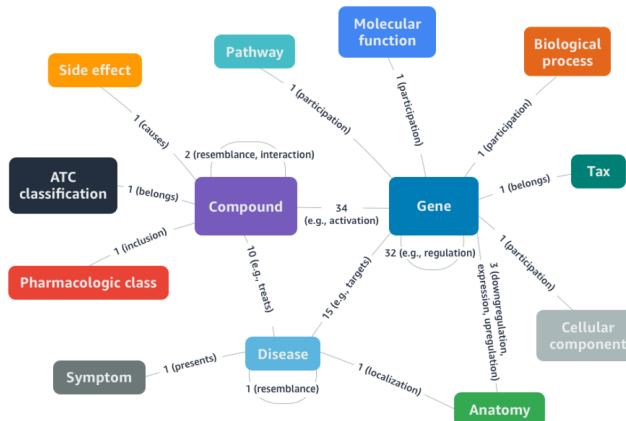 Molecular
function
Biological
process
Pathway
Side effect
1 (participation)
1 (participation)
1 (participation)
1 (causes)
2 (resemblance, interaction)
ATC
classification
1 (belongs)
Compound
34
(e.g., activation)
Gene
1 (belongs)
Tax
1 (inclusion)
Pharmacologic class
10 (e.g., treats)
15 (e.g., targets)
32 (e.g., regulation)
3 (downgregulation,
expression, upregulation)
1 (participation)
Cellular
component
Symptom
1 (presents)
Disease
1 (resemblance)
1 (localization)
Anatomy